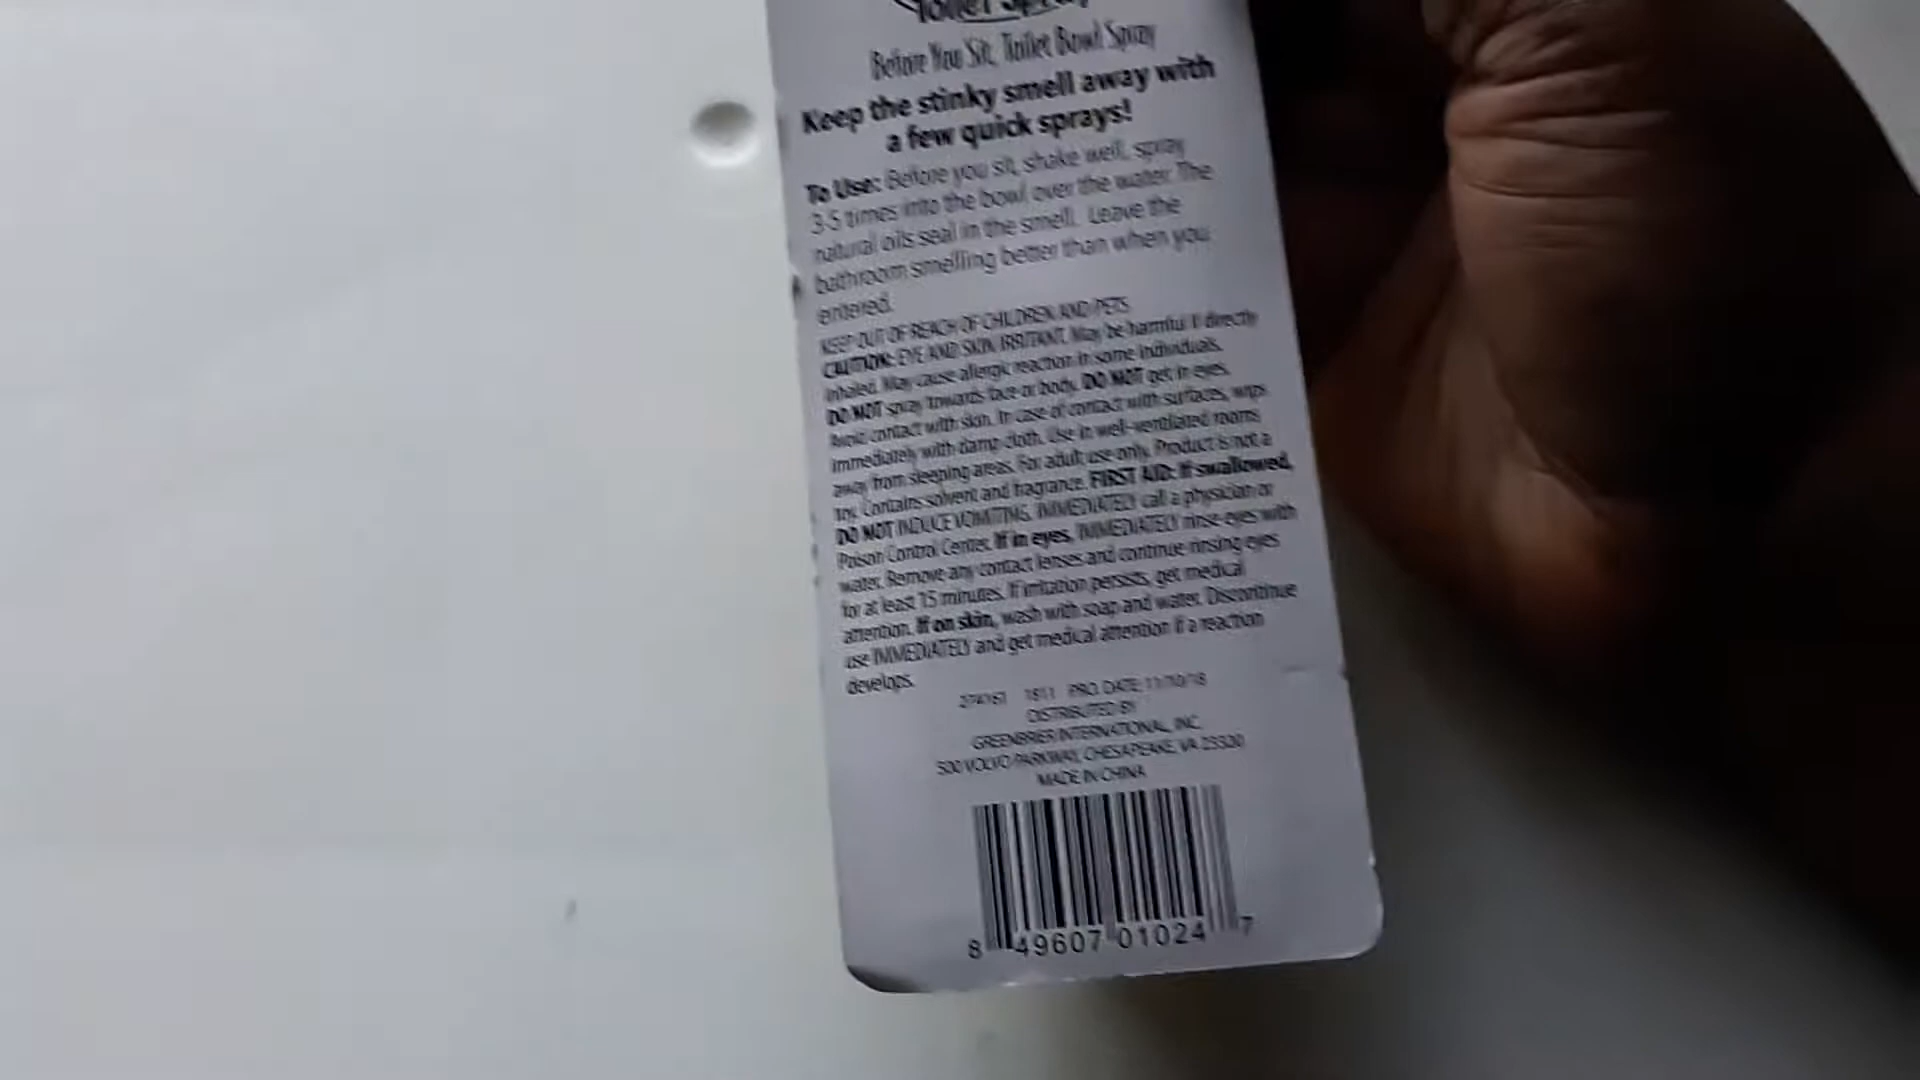 Toilet Spray
Before You Sit, Toilet Bowl Spray
Keep the stinky smell away with
a few quick sprays!
To Use: Before you sit, shake well, spray
3-5 times into the bowl over the water. The
natural oils seal in the smell. Leave the
bathroom smelling better than when you
entered.
KEEP OUT OF REACH OF CHILDREN AND PETS
CAUTION: EYE AND SKIN IRRITANT. May be harmful if directly
inhaled. May cause allergic reaction in some individuals.
DO NOT spray towards face or body. DO NOT get in eyes.
Avoid contact with skin. In case of contact with surfaces, wipe
immediately with damp cloth. Use in well-ventilated rooms
away from sleeping areas. For adult use only. Product is not a
toy. Contains solvent and fragrance. FIRST AID: If swallowed,
DO NOT INDUCE VOMITING. IMMEDIATELY call a physician or
Poison Control Center. If in eyes, IMMEDIATELY rinse eyes with
water. Remove any contact lenses and continue rinsing eyes
for at least 15 minutes. If irritation persists, get medical
attention. If on skin, wash with soap and water. Discontinue
use IMMEDIATELY and get medical attention if a reaction
develops.
1811 PRO. DATE: 11/10/18
DISTRIBUTED BY
GREENBRIER INTERNATIONAL, INC.
500 VOLVO PARKWAY, CHESAPEAKE, VA 23320
MADE IN CHINA
8 49607 01024 7